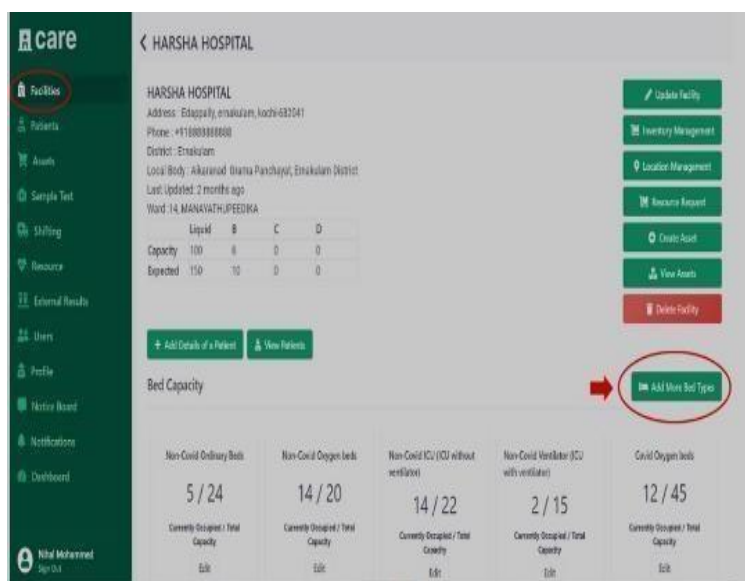 care
HARSHA HOSPITAL
Facilities
Patients
Assets
Sample Test
Shifting
Resource
External Results
Users
Profile
Notice Board
Notifications
Dashboard
Nihal Mohammed
Sign Out
HARSHA HOSPITAL
Address : Edappally, ernakulam, kochi-682041
Phone : +918888888888
District : Ernakulam
Local Body : Aikaranad Grama Panchayat, Ernakulam District
Last Updated: 2 months ago
Ward :14, MANAYATHUPEEDIKA
Liquid B C D
Capacity 100 6 0 0
Expected 150 10 0 0
Update Facility
Inventory Management
Location Management
Resource Request
Create Asset
View Assets
Delete Facility
+ Add Details of a Patient
View Patients
Bed Capacity
Add More Bed Types
Non-Covid Ordinary Beds
5 / 24
Currently Occupied / Total
Capacity
Edit
Non-Covid Oxygen beds
14 / 20
Currently Occupied / Total
Capacity
Edit
Non-Covid ICU (ICU without
ventilator)
14 / 22
Currently Occupied / Total
Capacity
Edit
Non-Covid Ventilator (ICU
with ventilator)
2 / 15
Currently Occupied / Total
Capacity
Edit
Covid Oxygen beds
12 / 45
Currently Occupied / Total
Capacity
Edit